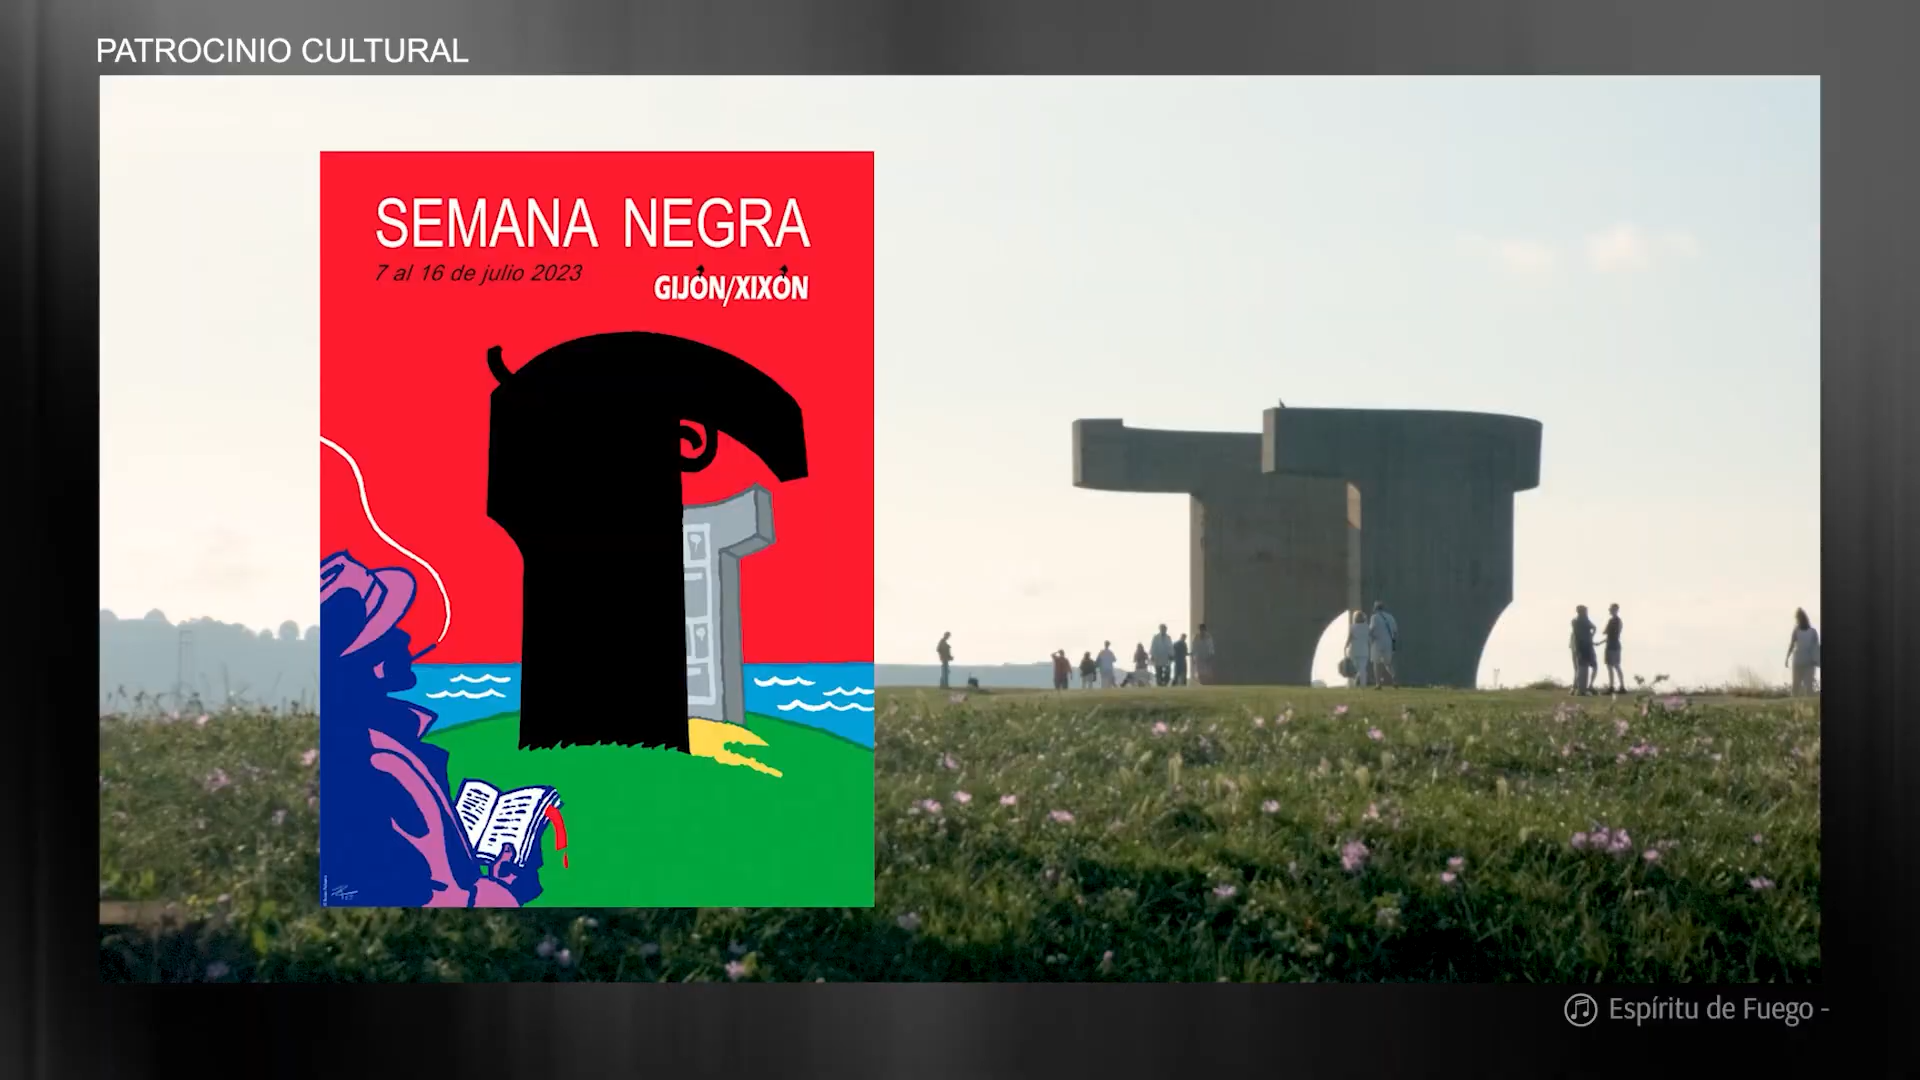 PATROCINIO CULTURAL
SEMANA NEGRA
7 al 16 de julio 2023
GIJÓN/XIXÓN
Espíritu de Fuego -